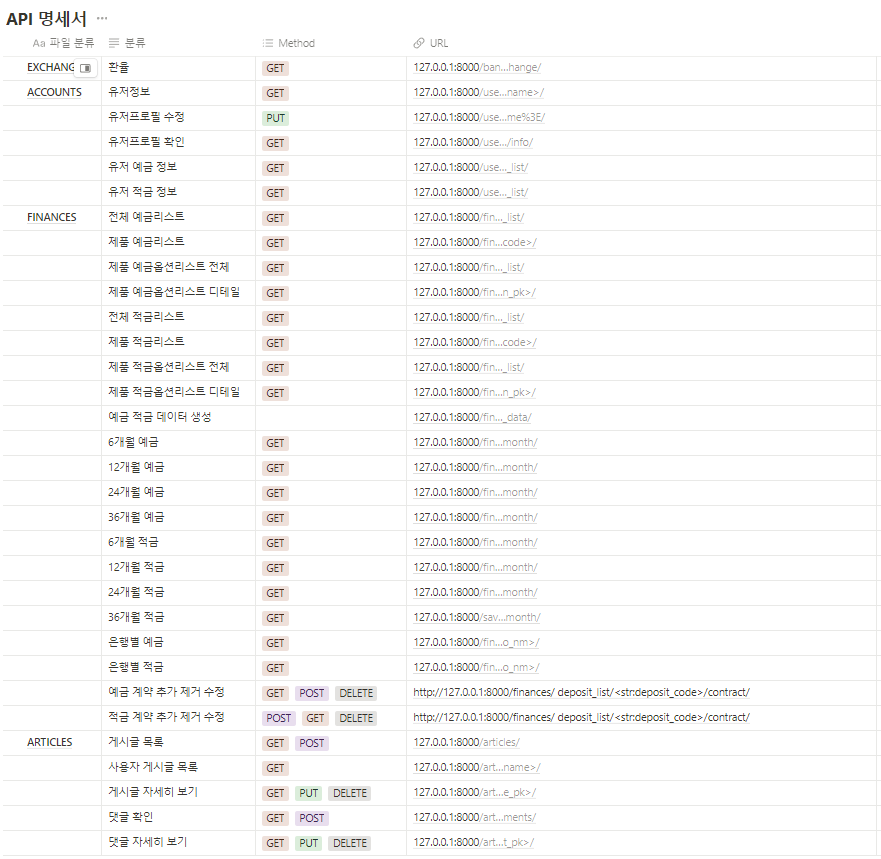 API 명세서 ...
Aa 파일 분류 분류 Method URL
EXCHANG 환율 GET 127.0.0.1:8000/ban...hange/
ACCOUNTS 유저정보 GET 127.0.0.1:8000/use...name>/
유저프로필 수정 PUT 127.0.0.1:8000/use...me%3E/
유저프로필 확인 GET 127.0.0.1:8000/use.../info/
유저 예금 정보 GET 127.0.0.1:8000/use..._list/
유저 적금 정보 GET 127.0.0.1:8000/use..._list/
FINANCES 전체 예금리스트 GET 127.0.0.1:8000/fin..._list/
제품 예금리스트 GET 127.0.0.1:8000/fin...code>/
제품 예금옵션리스트 전체 GET 127.0.0.1:8000/fin..._list/
제품 예금옵션리스트 디테일 GET 127.0.0.1:8000/fin...n_pk>/
전체 적금리스트 GET 127.0.0.1:8000/fin..._list/
제품 적금리스트 GET 127.0.0.1:8000/fin...code>/
제품 적금옵션리스트 전체 GET 127.0.0.1:8000/fin..._list/
제품 적금옵션리스트 디테일 GET 127.0.0.1:8000/fin...n_pk>/
예금 적금 데이터 생성 127.0.0.1:8000/fin..._data/
6개월 예금 GET 127.0.0.1:8000/fin...month/
12개월 예금 GET 127.0.0.1:8000/fin...month/
24개월 예금 GET 127.0.0.1:8000/fin...month/
36개월 예금 GET 127.0.0.1:8000/fin...month/
6개월 적금 GET 127.0.0.1:8000/fin...month/
12개월 적금 GET 127.0.0.1:8000/fin...month/
24개월 적금 GET 127.0.0.1:8000/fin...month/
36개월 적금 GET 127.0.0.1:8000/sav...month/
은행별 예금 GET 127.0.0.1:8000/fin...o_nm>/
은행별 적금 GET 127.0.0.1:8000/fin...o_nm>/
예금 계약 추가 제거 수정 GET POST DELETE http://127.0.0.1:8000/finances/ deposit_list/<str:deposit_code>/contract/
적금 계약 추가 제거 수정 POST GET DELETE http://127.0.0.1:8000/finances/ deposit_list/<str:deposit_code>/contract/
ARTICLES 게시글 목록 GET POST 127.0.0.1:8000/articles/
사용자 게시글 목록 GET 127.0.0.1:8000/art...name>/
게시글 자세히 보기 GET PUT DELETE 127.0.0.1:8000/art...e_pk>/
댓글 확인 GET POST 127.0.0.1:8000/art...ments/
댓글 자세히 보기 GET PUT DELETE 127.0.0.1:8000/art...t_pk>/